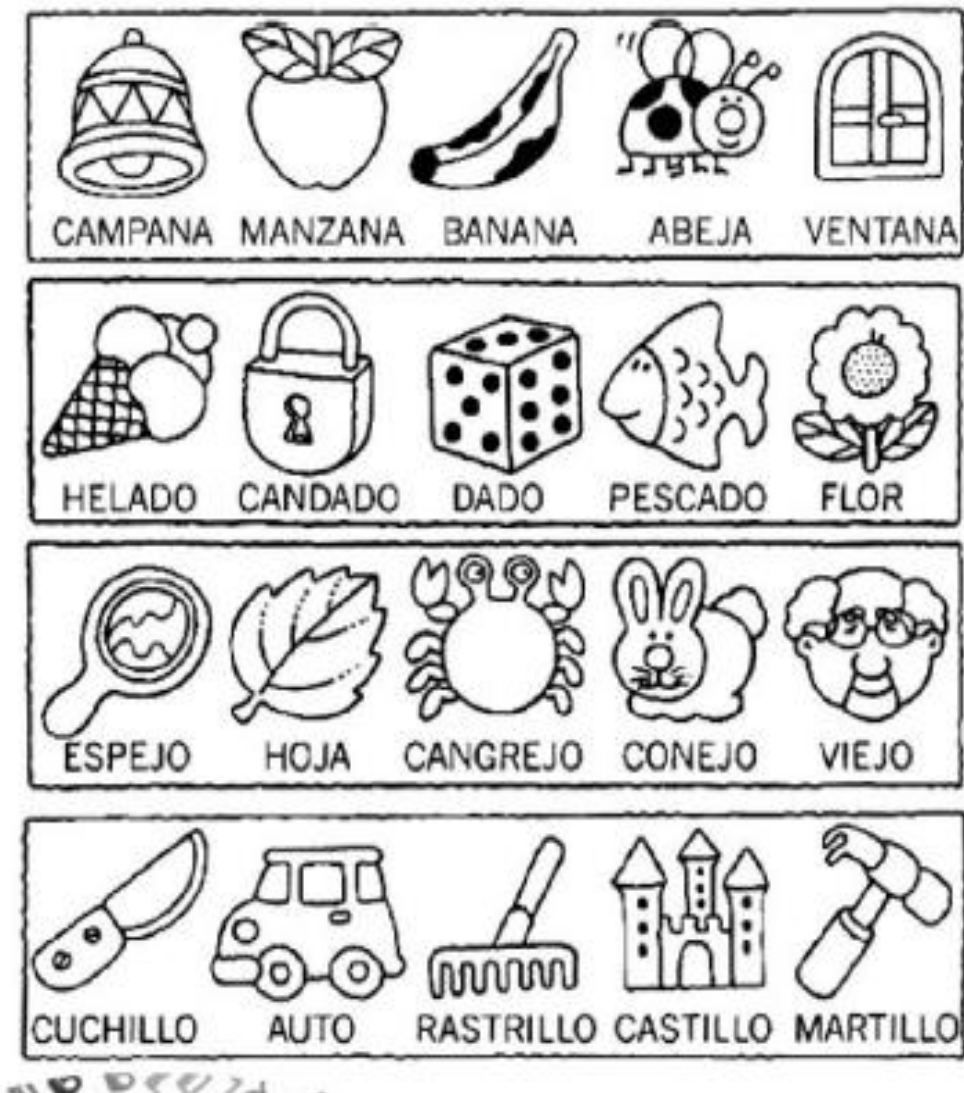 CAMPANA MANZANA BANANA ABEJA VENTANA
HELADO CANDADO DADO PESCADO FLOR
ESPEJO HOJA CANGREJO CONEJO VIEJO
CUCHILLO AUTO RASTRILLO CASTILLO MARTILLO